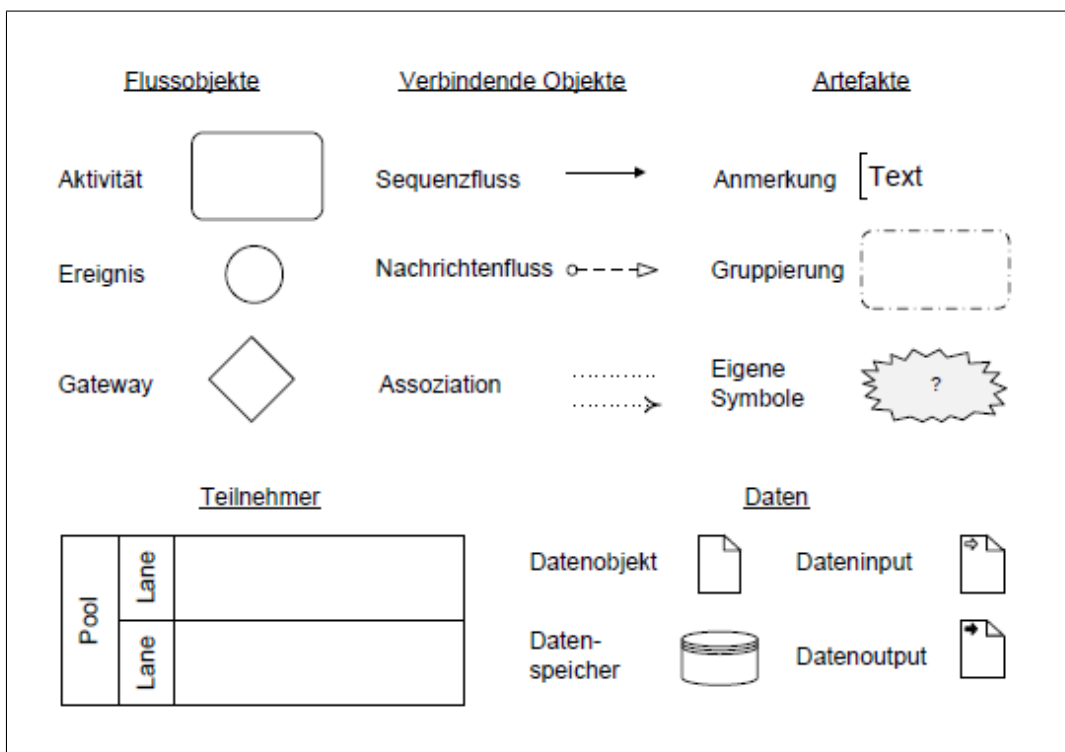 Flussobjekte
Verbindende Objekte
Artefakte
Aktivität
Sequenzfluss
Anmerkung
Text
Ereignis
Nachrichtenfluss
Gruppierung
Gateway
Assoziation
Eigene
Symbole
?
Teilnehmer
Daten
Pool
Lane
Lane
Datenobjekt
Dateninput
Daten-
speicher
Datenoutput